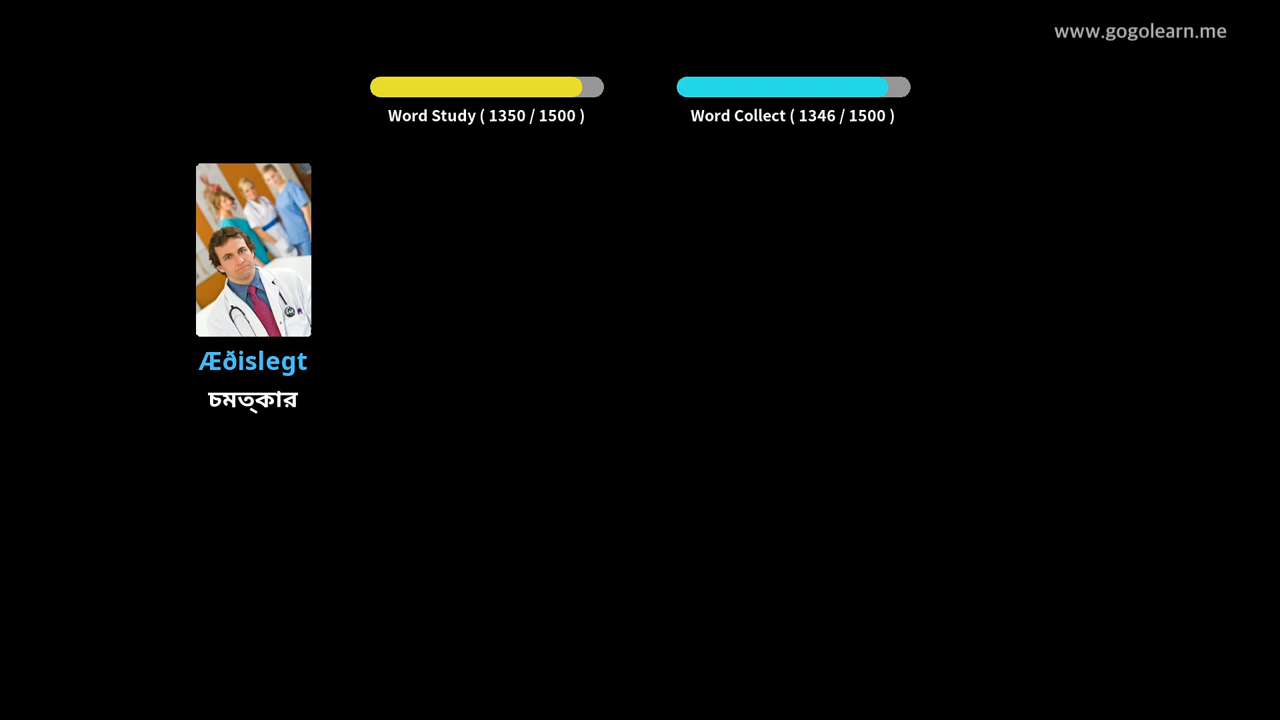 www.gogolearn.me
Word Study ( 1350 / 1500 )
Word Collect ( 1346 / 1500 )
Æðislegt
চমত্কার